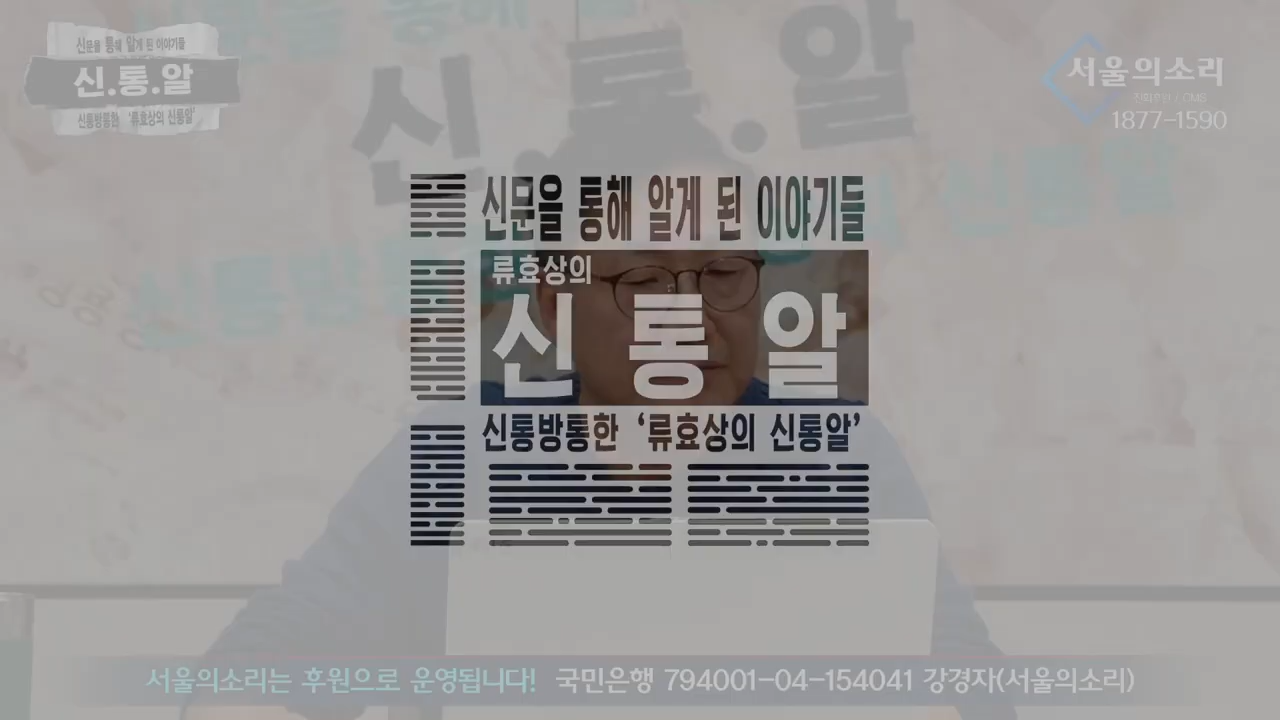 신문을 통해 알게 된 이야기들
신.통.알
신통방통한 '류효상의 신통알'
서울의소리
1877-1590
신.통.알
신문을 통해 알게 된 이야기들
류효상의
신통알
신통방통한 '류효상의 신통알'
서울의소리는 후원으로 운영됩니다! 국민은행 794001-04-154041 강경자(서울의소리)